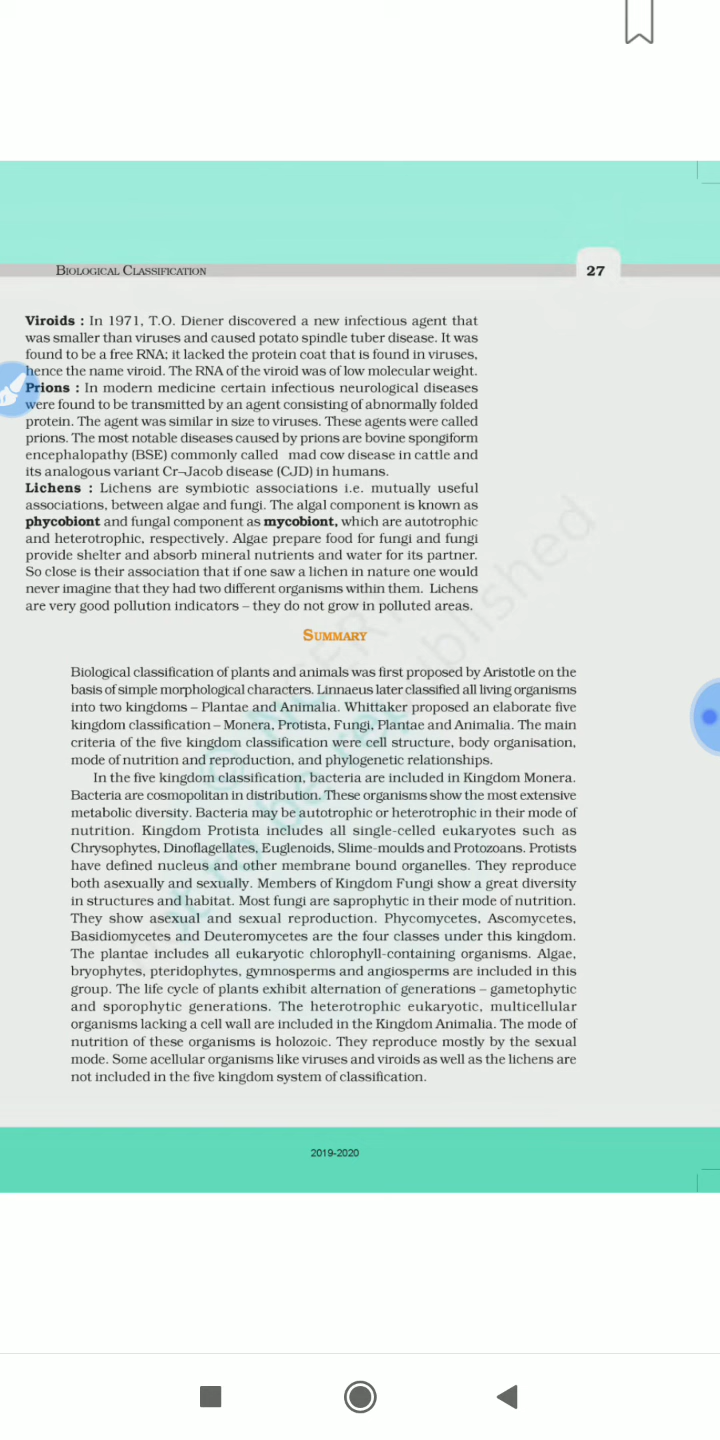 BIOLOGICAL CLASSIFICATION
27
Viroids : In 1971, T.O. Diener discovered a new infectious agent that
was smaller than viruses and caused potato spindle tuber disease. It was
found to be a free RNA; it lacked the protein coat that is found in viruses,
hence the name viroid. The RNA of the viroid was of low molecular weight.
Prions : In modern medicine certain infectious neurological diseases
were found to be transmitted by an agent consisting of abnormally folded
protein. The agent was similar in size to viruses. These agents were called
prions. The most notable diseases caused by prions are bovine spongiform
encephalopathy (BSE) commonly called mad cow disease in cattle and
its analogous variant Cr¬Jacob disease (CJD) in humans.
Lichens : Lichens are symbiotic associations i.e. mutually useful
associations, between algae and fungi. The algal component is known as
phycobiont and fungal component as mycobiont, which are autotrophic
and heterotrophic, respectively. Algae prepare food for fungi and fungi
provide shelter and absorb mineral nutrients and water for its partner.
So close is their association that if one saw a lichen in nature one would
never imagine that they had two different organisms within them. Lichens
are very good pollution indicators – they do not grow in polluted areas.
SUMMARY
Biological classification of plants and animals was first proposed by Aristotle on the
basis of simple morphological characters. Linnaeus later classified all living organisms
into two kingdoms – Plantae and Animalia. Whittaker proposed an elaborate five
kingdom classification – Monera, Protista, Fungi, Plantae and Animalia. The main
criteria of the five kingdom classification were cell structure, body organisation,
mode of nutrition and reproduction, and phylogenetic relationships.
In the five kingdom classification, bacteria are included in Kingdom Monera.
Bacteria are cosmopolitan in distribution. These organisms show the most extensive
metabolic diversity. Bacteria may be autotrophic or heterotrophic in their mode of
nutrition. Kingdom Protista includes all single-celled eukaryotes such as
Chrysophytes, Dinoflagellates, Euglenoids, Slime-moulds and Protozoans. Protists
have defined nucleus and other membrane bound organelles. They reproduce
both asexually and sexually. Members of Kingdom Fungi show a great diversity
in structures and habitat. Most fungi are saprophytic in their mode of nutrition.
They show asexual and sexual reproduction. Phycomycetes, Ascomycetes,
Basidiomycetes and Deuteromycetes are the four classes under this kingdom.
The plantae includes all eukaryotic chlorophyll-containing organisms. Algae,
bryophytes, pteridophytes, gymnosperms and angiosperms are included in this
group. The life cycle of plants exhibit alternation of generations – gametophytic
and sporophytic generations. The heterotrophic eukaryotic, multicellular
organisms lacking a cell wall are included in the Kingdom Animalia. The mode of
nutrition of these organisms is holozoic. They reproduce mostly by the sexual
mode. Some acellular organisms like viruses and viroids as well as the lichens are
not included in the five kingdom system of classification.
2019-2020